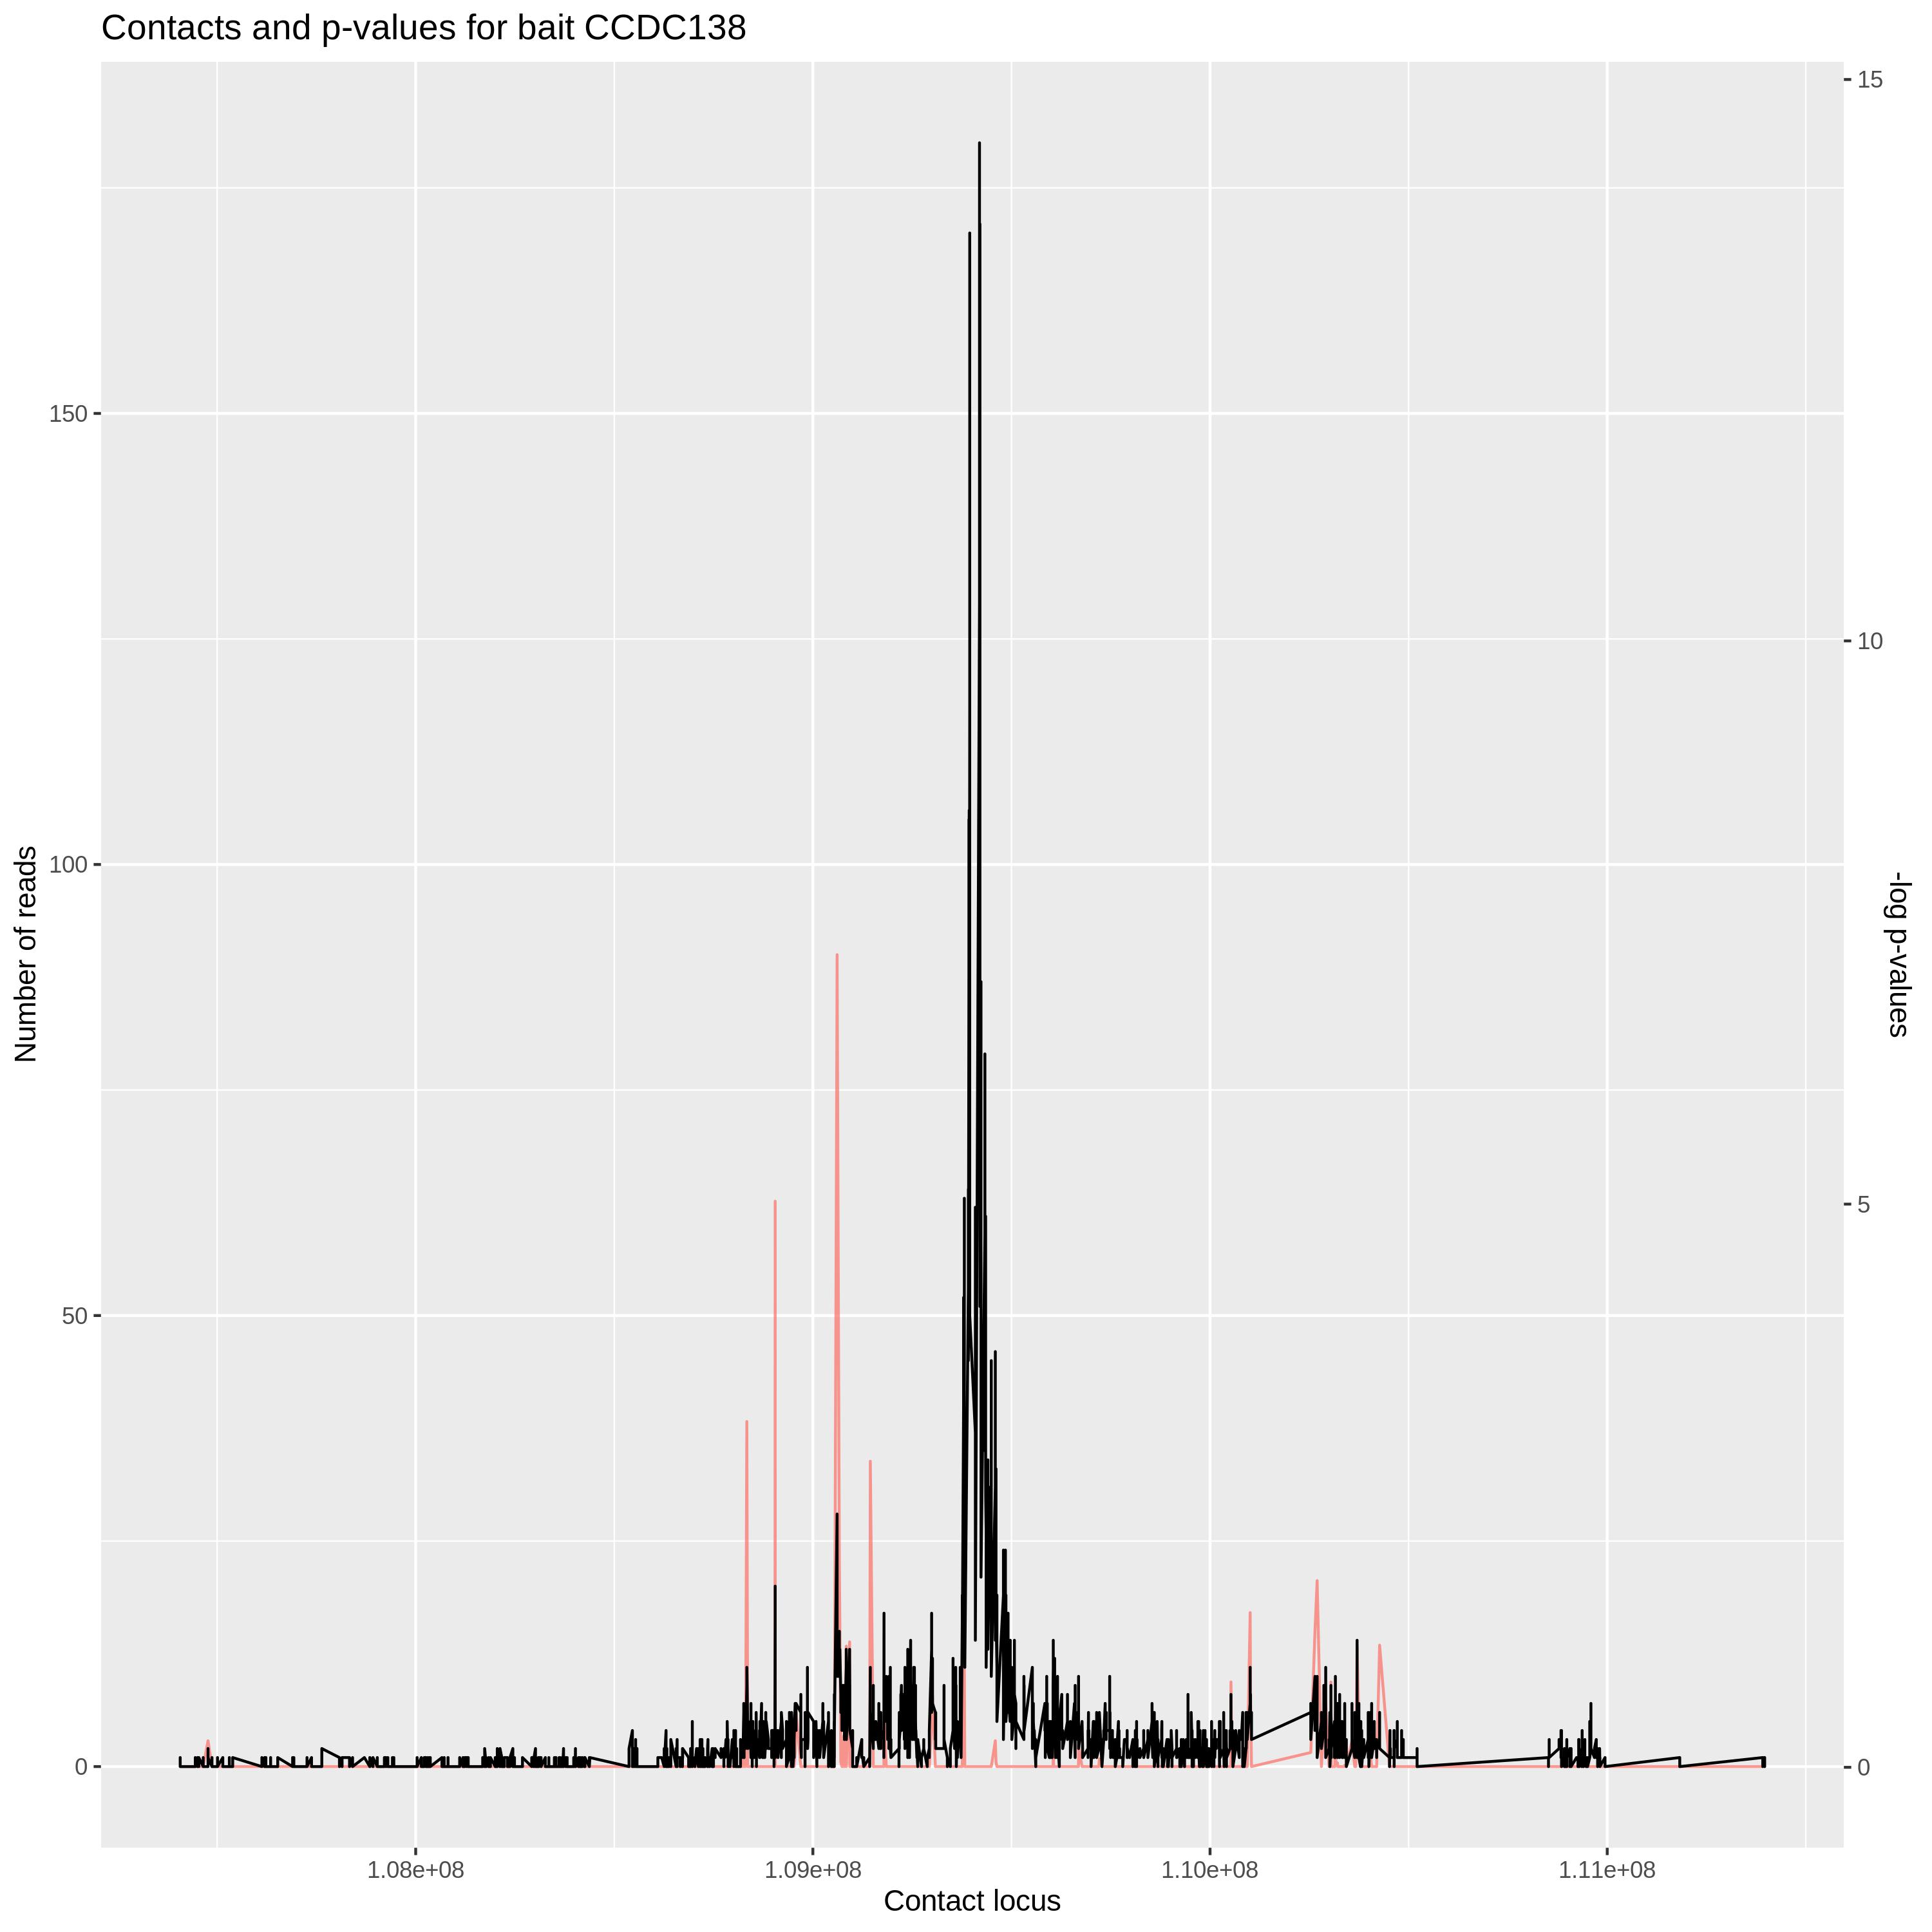 Contacts and p-values for bait CCDC138
15
150
10
100
Number of reads
-log p-values
5
50
0
0
1.08e+08
1.09e+08
1.10e+08
1.11e+08
Contact locus